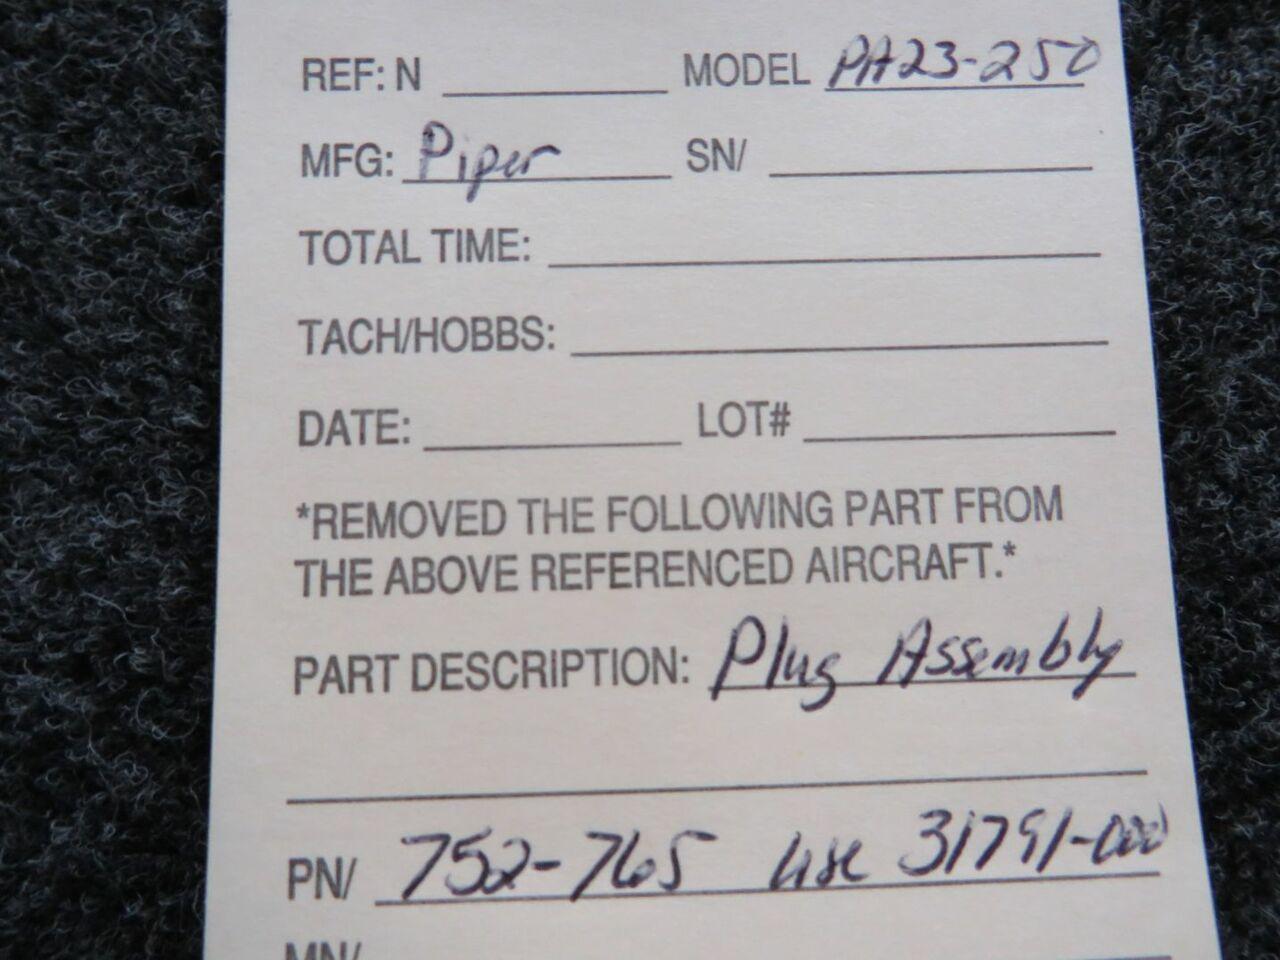 REF: N MODEL PA23-250
MFG: Piper SN/
TOTAL TIME:
TACH/HOBBS:
DATE: LOT#
*REMOVED THE FOLLOWING PART FROM
THE ABOVE REFERENCED AIRCRAFT.*
PART DESCRIPTION: Plug Assembly
PN/ 752-765 use 31791-000
MN/